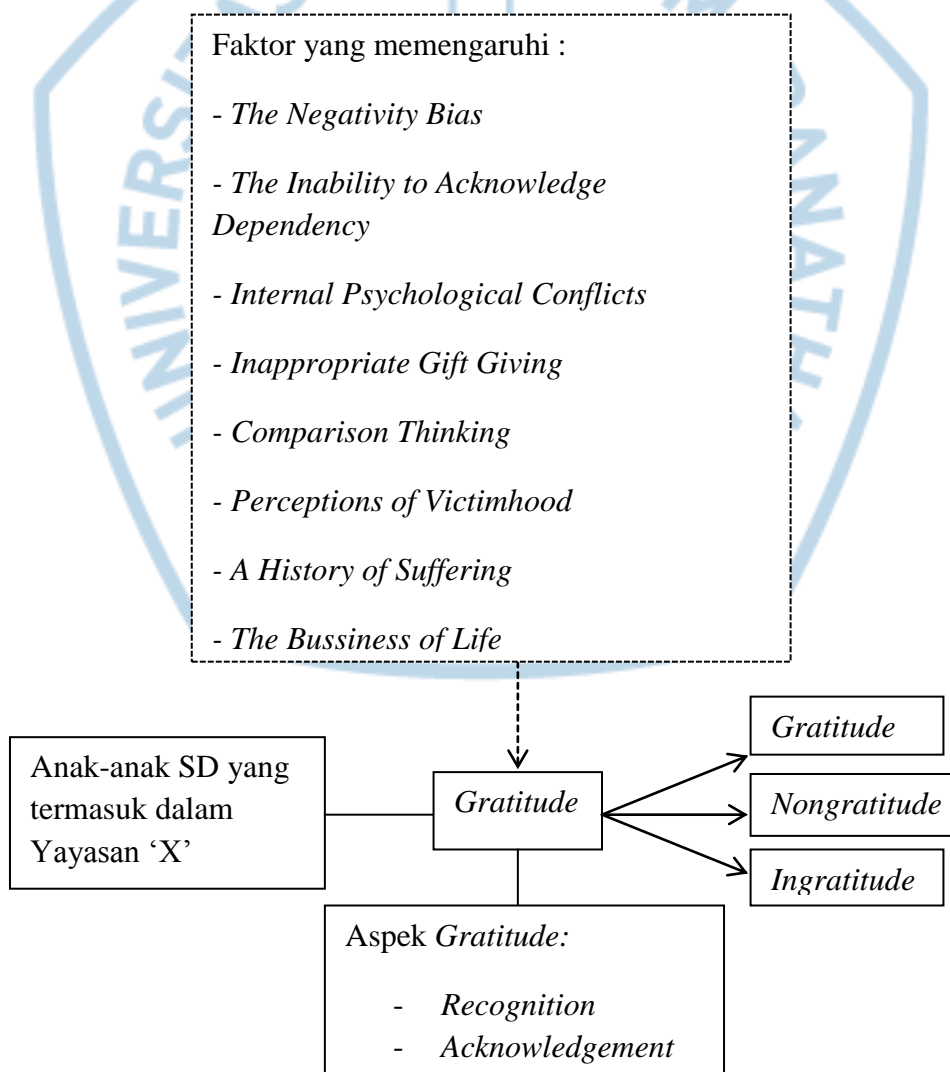 Faktor yang memengaruhi :
- The Negativity Bias
- The Inability to Acknowledge
Dependency
- Internal Psychological Conflicts
- Inappropriate Gift Giving
- Comparison Thinking
- Perceptions of Victimhood
- A History of Suffering
- The Bussiness of Life
Anak-anak SD yang
termasuk dalam
Yayasan ‘X’
Gratitude
Gratitude
Nongratitude
Ingratitude
Aspek Gratitude:
- Recognition
- Acknowledgement